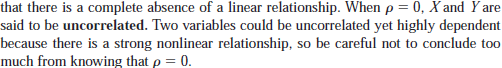 that there is a complete absence of a linear relationship. When ρ = 0, X and Y are
said to be uncorrelated. Two variables could be uncorrelated yet highly dependent
because there is a strong nonlinear relationship, so be careful not to conclude too
much from knowing that ρ = 0.